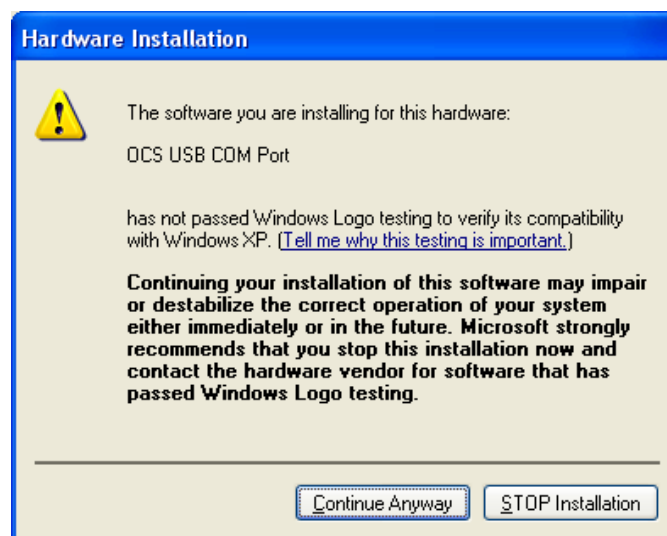 Hardware Installation
The software you are installing for this hardware:
OCS USB COM Port
has not passed Windows Logo testing to verify its compatibility
with Windows XP. (Tell me why this testing is important.)
Continuing your installation of this software may impair
or destabilize the correct operation of your system
either immediately or in the future. Microsoft strongly
recommends that you stop this installation now and
contact the hardware vendor for software that has
passed Windows Logo testing.
Continue Anyway STOP Installation